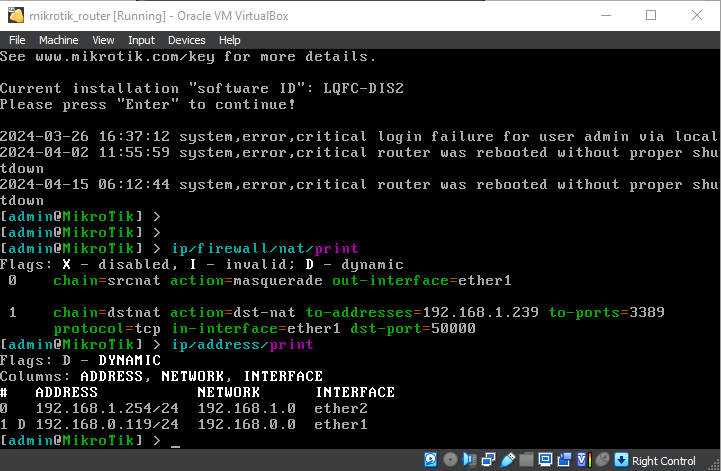 mikrotik_router [Running] - Oracle VM VirtualBox
File Machine View Input Devices Help
See www.mikrotik.com/key for more details.
Current installation "software ID": LQFC-DIS2
Please press "Enter" to continue!
2024-03-26 16:37:12 system,error,critical login failure for user admin via local
2024-04-02 11:55:59 system,error,critical router was rebooted without proper shu
tdown
2024-04-15 06:12:44 system,error,critical router was rebooted without proper shu
tdown
[admin@MikroTik] >
[admin@MikroTik] >
[admin@MikroTik] > ip/firewall/nat/print
Flags: X - disabled, I - invalid; D - dynamic
0 chain=srcnat action=masquerade out-interface=ether1
1 chain=dstnat action=dst-nat to-addresses=192.168.1.239 to-ports=3389
protocol=tcp in-interface=ether1 dst-port=50000
[admin@MikroTik] > ip/address/print
Flags: D - DYNAMIC
Columns: ADDRESS, NETWORK, INTERFACE
# ADDRESS NETWORK INTERFACE
0 192.168.1.254/24 192.168.1.0 ether2
1 D 192.168.0.119/24 192.168.0.0 ether1
[admin@MikroTik] > _
Right Control